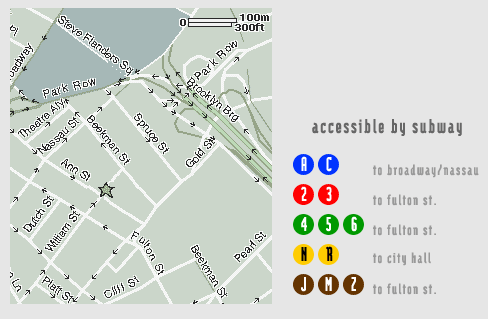 0 100m
300ft
Steve Flanders Sq
Broadway
Park Row
Park Row
Brooklyn Brdg
Theatre Aly
Nassau St
Beekman St
Spruce St
Gold St
Ann St
Dutch St
William St
Fulton St
Beekman St
Pearl St
Platt St
Cliff St
accessible by subway
A C to broadway/nassau
2 3 to fulton st.
4 5 6 to fulton st.
N R to city hall
J M Z to fulton st.